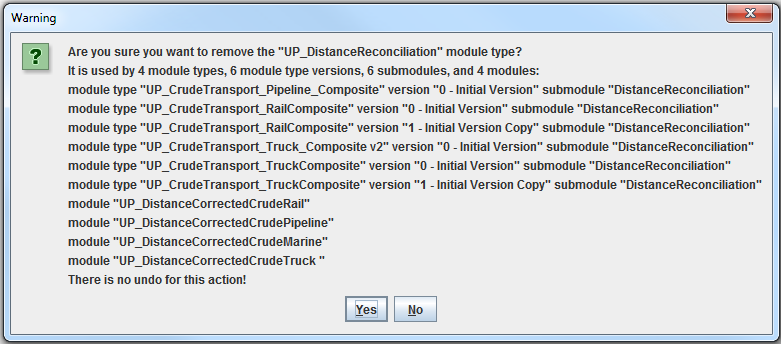 Warning
Are you sure you want to remove the "UP_DistanceReconciliation" module type?
It is used by 4 module types, 6 module type versions, 6 submodules, and 4 modules:
module type "UP_CrudeTransport_Pipeline_Composite" version "0 - Initial Version" submodule "DistanceReconciliation"
module type "UP_CrudeTransport_RailComposite" version "0 - Initial Version" submodule "DistanceReconciliation"
module type "UP_CrudeTransport_RailComposite" version "1 - Initial Version Copy" submodule "DistanceReconciliation"
module type "UP_CrudeTransport_Truck_Composite v2" version "0 - Initial Version" submodule "DistanceReconciliation"
module type "UP_CrudeTransport_TruckComposite" version "0 - Initial Version" submodule "DistanceReconciliation"
module type "UP_CrudeTransport_TruckComposite" version "1 - Initial Version Copy" submodule "DistanceReconciliation"
module "UP_DistanceCorrectedCrudeRail"
module "UP_DistanceCorrectedCrudePipeline"
module "UP_DistanceCorrectedCrudeMarine"
module "UP_DistanceCorrectedCrudeTruck "
There is no undo for this action!
Yes No